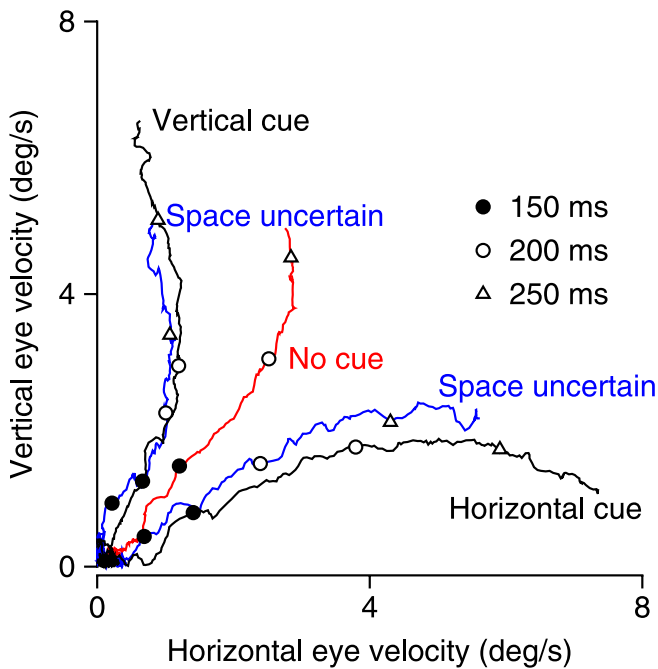 8
Vertical cue
Space uncertain
150 ms
200 ms
250 ms
4
No cue
Space uncertain
Horizontal cue
0
0
4
8
Vertical eye velocity (deg/s)
Horizontal eye velocity (deg/s)